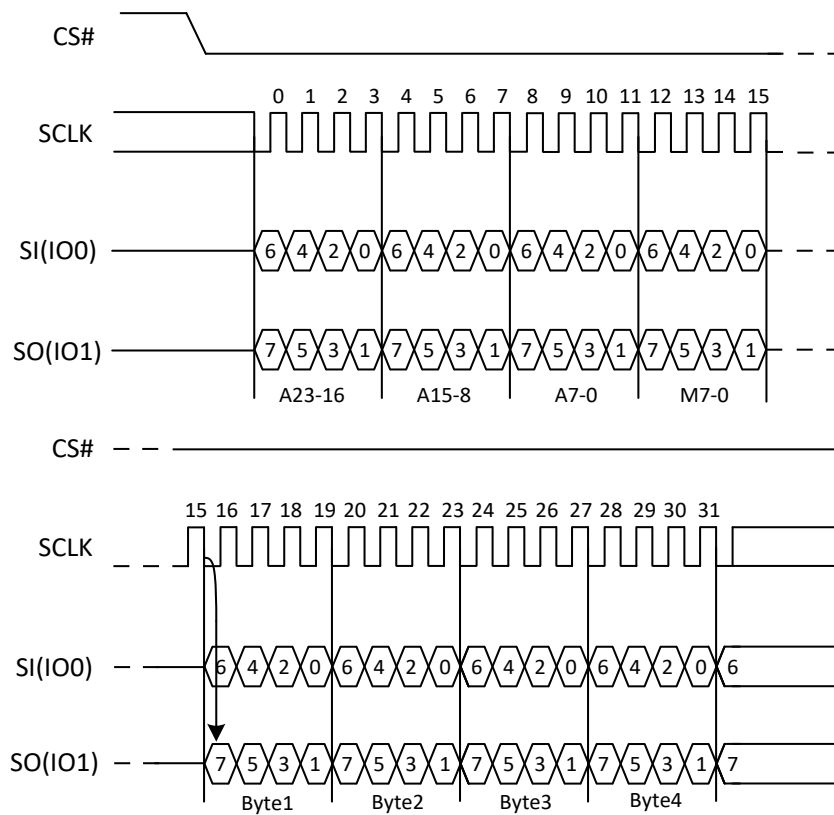 CS#
0 1 2 3 4 5 6 7 8 9 10 11 12 13 14 15
SCLK
SI(IO0) 6 4 2 0 6 4 2 0 6 4 2 0 6 4 2 0
SO(IO1) 7 5 3 1 7 5 3 1 7 5 3 1 7 5 3 1
A23-16 A15-8 A7-0 M7-0
CS#
15 16 17 18 19 20 21 22 23 24 25 26 27 28 29 30 31
SCLK
SI(IO0) 6 4 2 0 6 4 2 0 6 4 2 0 6 4 2 0 6
SO(IO1) 7 5 3 1 7 5 3 1 7 5 3 1 7 5 3 1 7
Byte1 Byte2 Byte3 Byte4